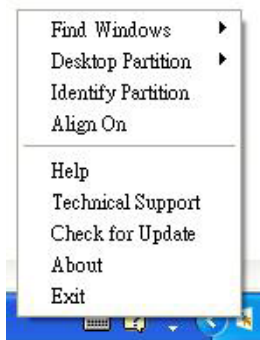 Find Windows
Desktop Partition
Identify Partition
Align On
Help
Technical Support
Check for Update
About
Exit